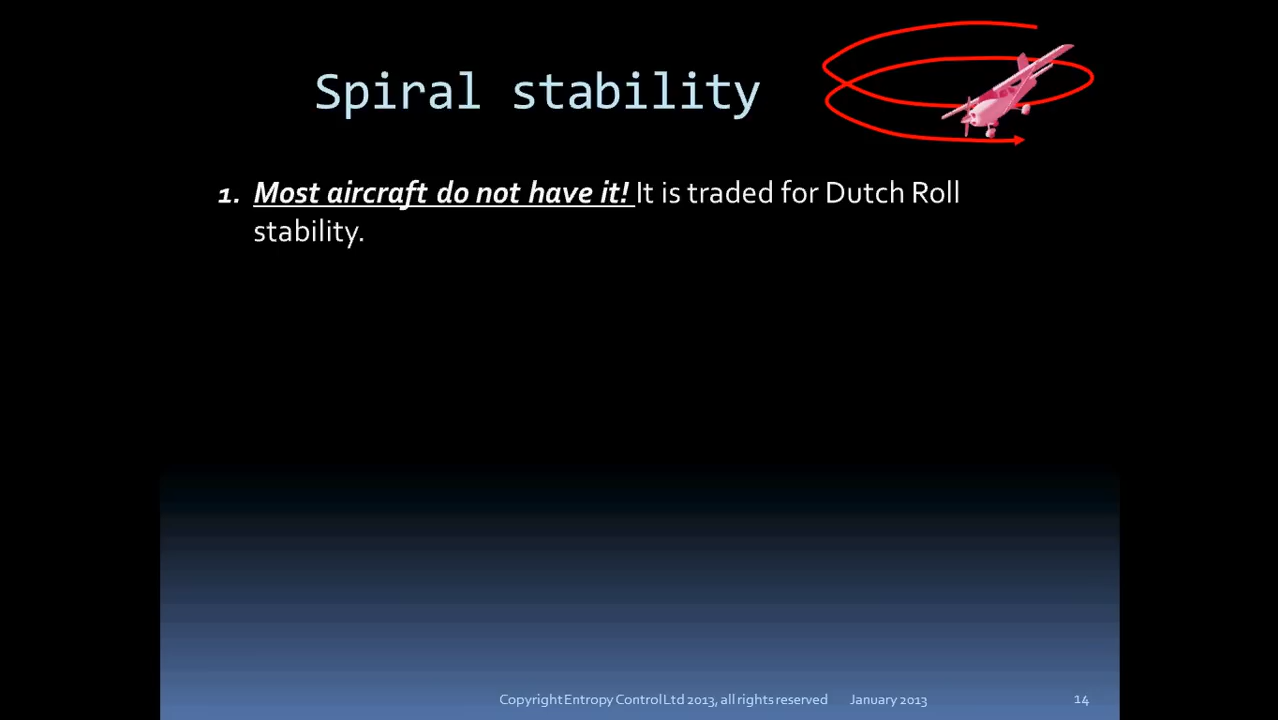 Spiral stability
1. Most aircraft do not have it! It is traded for Dutch Roll
stability.
Copyright Entropy Control Ltd 2013, all rights reserved January 2013 14